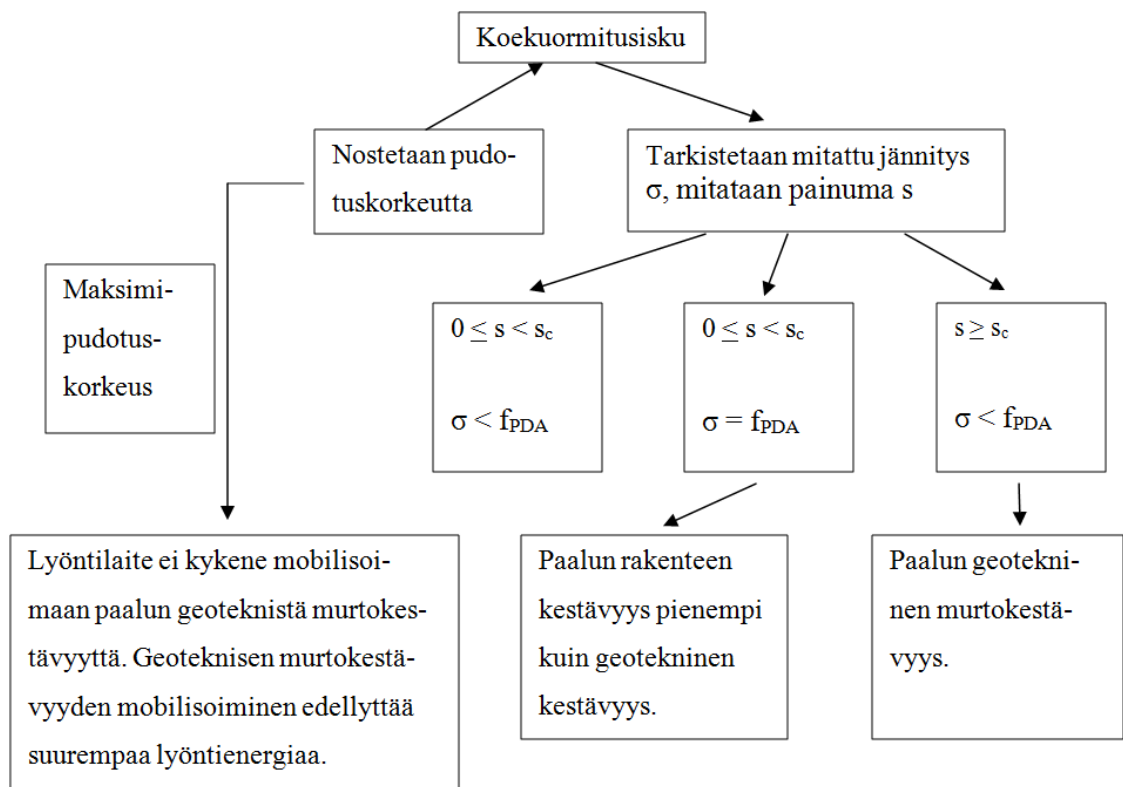 Koekuormitusisku
Nostetaan pudo-
tuskorkeutta
Tarkistetaan mitattu jännitys
σ, mitataan painuma s
Maksimi-
pudotus-
korkeus
0 ≤ s < sc
σ < fPDA
0 ≤ s < sc
σ = fPDA
s ≥ sc
σ < fPDA
Lyöntilaite ei kykene mobilisoi-
maan paalun geoteknistä murtokes-
tävyyttä. Geoteknisen murtokestä-
vyyden mobilisoiminen edellyttää
suurempaa lyöntienergiaa.
Paalun rakenteen
kestävyys pienempi
kuin geotekninen
kestävyys.
Paalun geotekni-
nen murtokestä-
vyys.